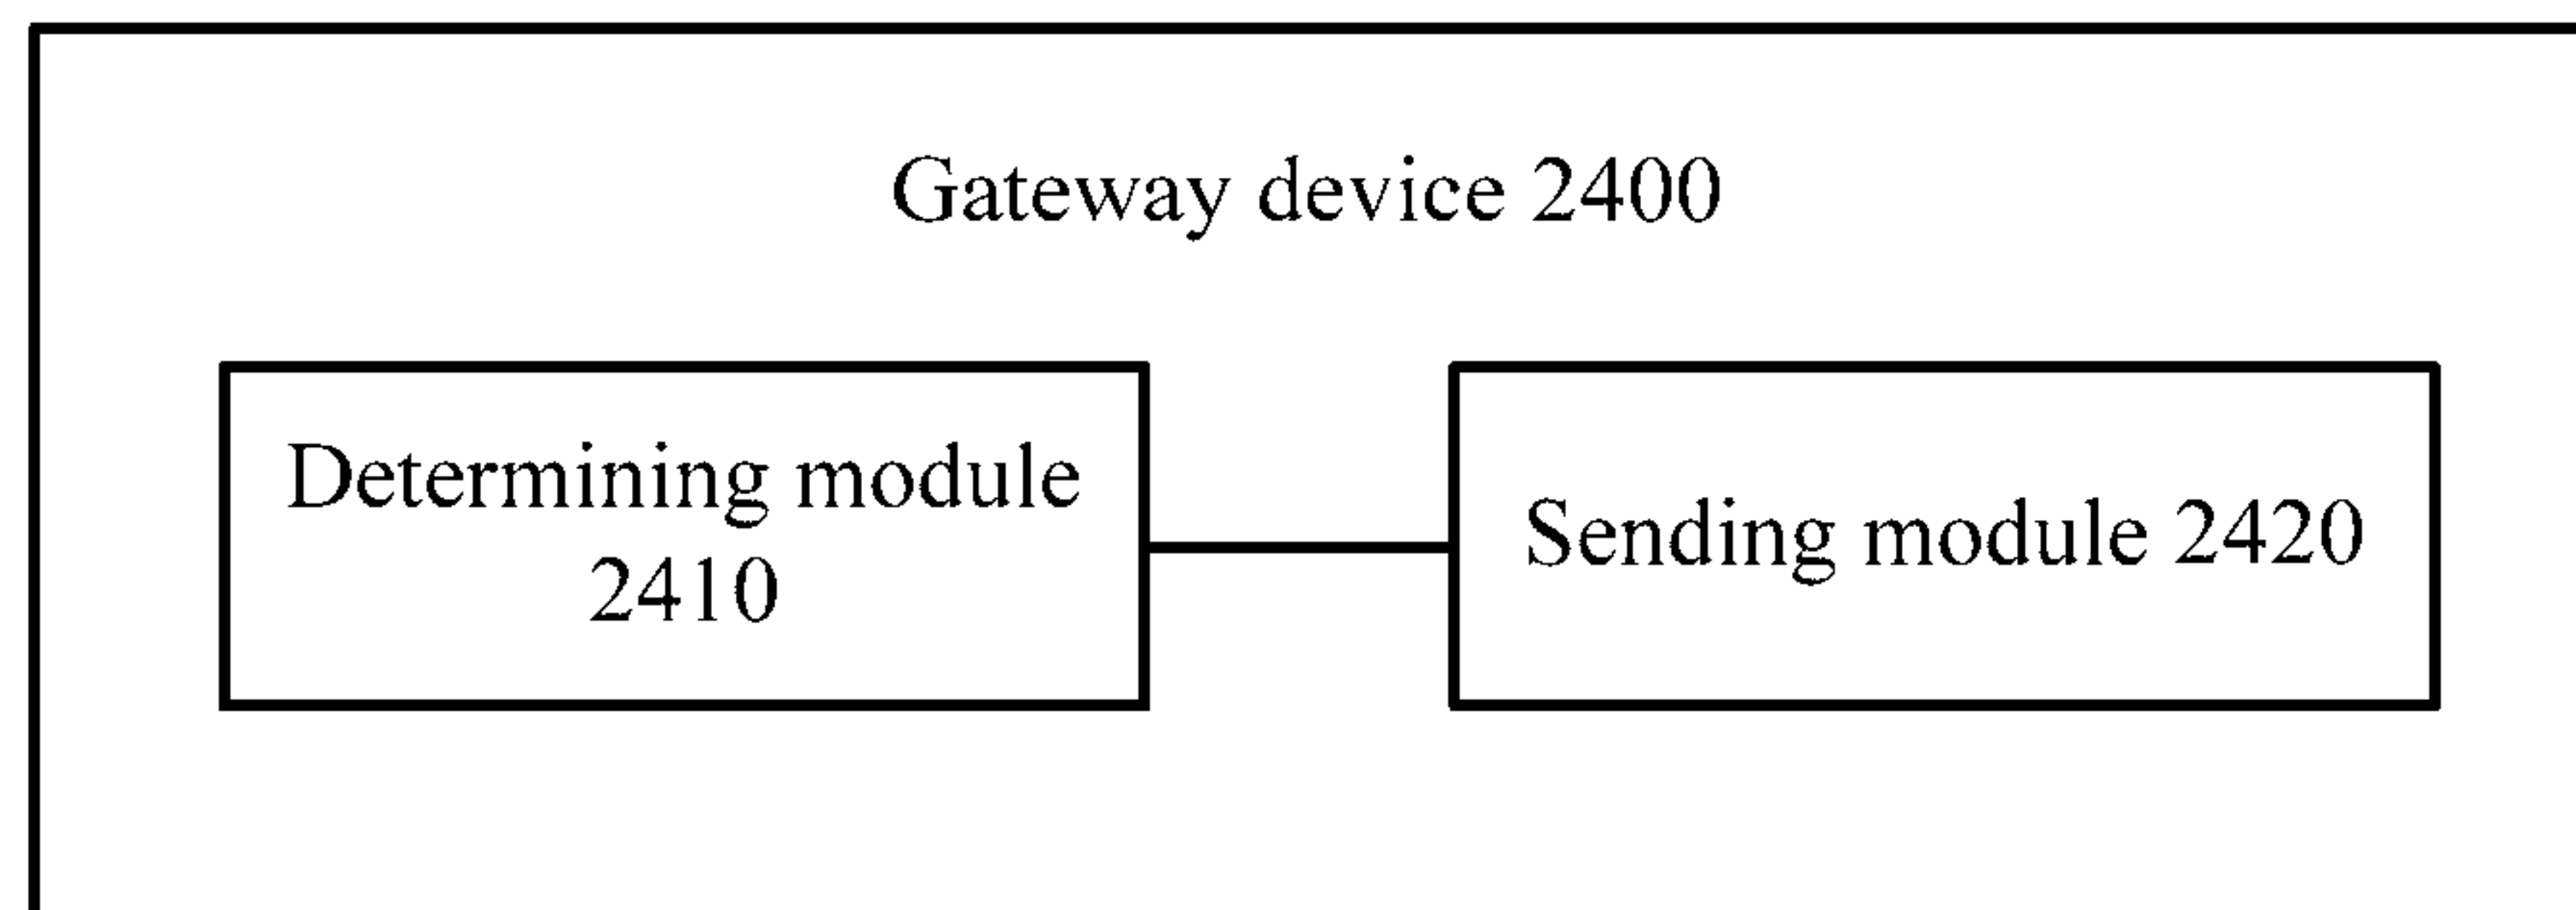 Gateway device 2400
Determining module
2410
Sending module 2420